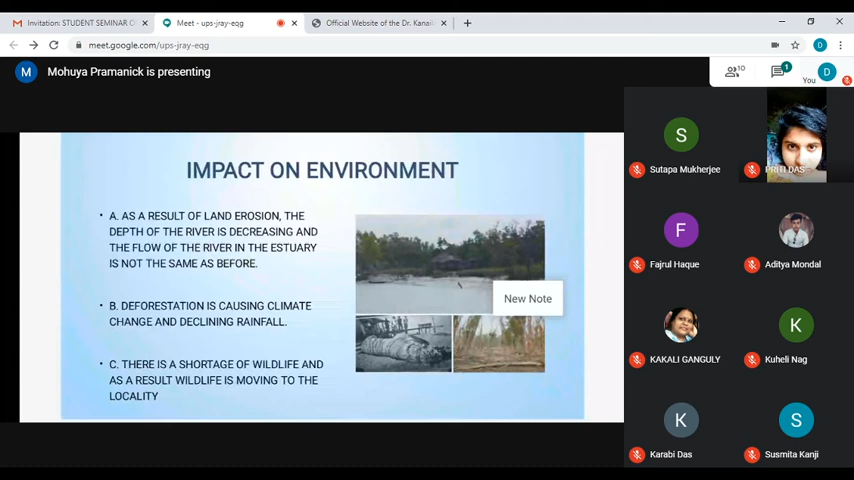 Invitation: STUDENT SEMINAR O
Meet - ups-jray-eqg
Official Website of the Dr. Kanail
meet.google.com/ups-jray-eqg
D
M
Mohuya Pramanick is presenting
10
1
You
D
IMPACT ON ENVIRONMENT
• A. AS A RESULT OF LAND EROSION, THE
DEPTH OF THE RIVER IS DECREASING AND
THE FLOW OF THE RIVER IN THE ESTUARY
IS NOT THE SAME AS BEFORE.
• B. DEFORESTATION IS CAUSING CLIMATE
CHANGE AND DECLINING RAINFALL.
• C. THERE IS A SHORTAGE OF WILDLIFE AND
AS A RESULT WILDLIFE IS MOVING TO THE
LOCALITY
New Note
S
Sutapa Mukherjee
PRITI DAS
F
Fajrul Haque
Aditya Mondal
KAKALI GANGULY
K
Kuheli Nag
K
Karabi Das
S
Susmita Kanji